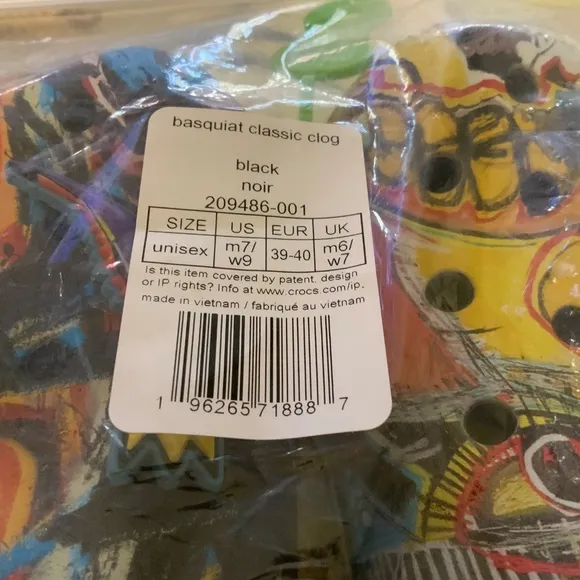 basquiat classic clog
black
noir
209486-001
SIZE US EUR UK
unisex m7/ w9 39-40 m6/ w7
Is this item covered by patent, design
or IP rights? Info at www.crocs.com/ip.
made in vietnam / fabriqué au vietnam
1 96265 71888 7